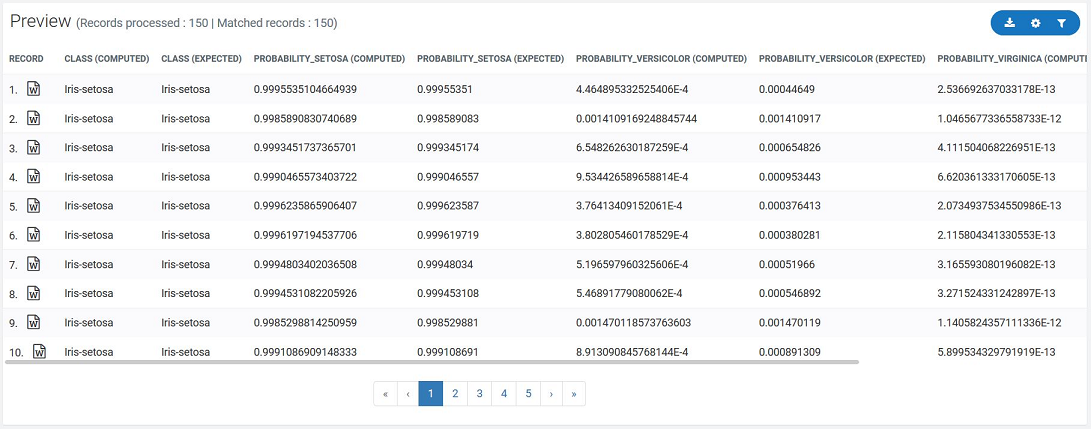 Preview (Records processed : 150 | Matched records : 150)
RECORD CLASS (COMPUTED) CLASS (EXPECTED) PROBABILITY_SETOSA (COMPUTED) PROBABILITY_SETOSA (EXPECTED) PROBABILITY_VERSICOLOR (COMPUTED) PROBABILITY_VERSICOLOR (EXPECTED) PROBABILITY_VIRGINICA (COMPUTI
1. W Iris-setosa Iris-setosa 0.9995535104664939 0.99955351 4.464895332525406E-4 0.00044649 2.536692637033178E-13
2. W Iris-setosa Iris-setosa 0.9985890830740689 0.998589083 0.0014109169248845744 0.001410917 1.0465677336558733E-12
3. W Iris-setosa Iris-setosa 0.9993451737365701 0.999345174 6.548262630187259E-4 0.000654826 4.111504068226951E-13
4. W Iris-setosa Iris-setosa 0.9990465573403722 0.999046557 9.534426589658814E-4 0.000953443 6.620361333170605E-13
5. W Iris-setosa Iris-setosa 0.9996235865906407 0.999623587 3.76413409152061E-4 0.000376413 2.0734937534550986E-13
6. W Iris-setosa Iris-setosa 0.9996197194537706 0.999619719 3.802805460178529E-4 0.000380281 2.115804341330553E-13
7. W Iris-setosa Iris-setosa 0.9994803402036508 0.99948034 5.196597960325606E-4 0.00051966 3.165593080196082E-13
8. W Iris-setosa Iris-setosa 0.9994531082205926 0.999453108 5.46891779080062E-4 0.000546892 3.271524331242897E-13
9. W Iris-setosa Iris-setosa 0.9985298814250959 0.998529881 0.001470118573763603 0.001470119 1.1405824357111336E-12
10. W Iris-setosa Iris-setosa 0.9991086909148333 0.999108691 8.913090845768144E-4 0.000891309 5.899534329791919E-13
« ‹ 1 2 3 4 5 › »